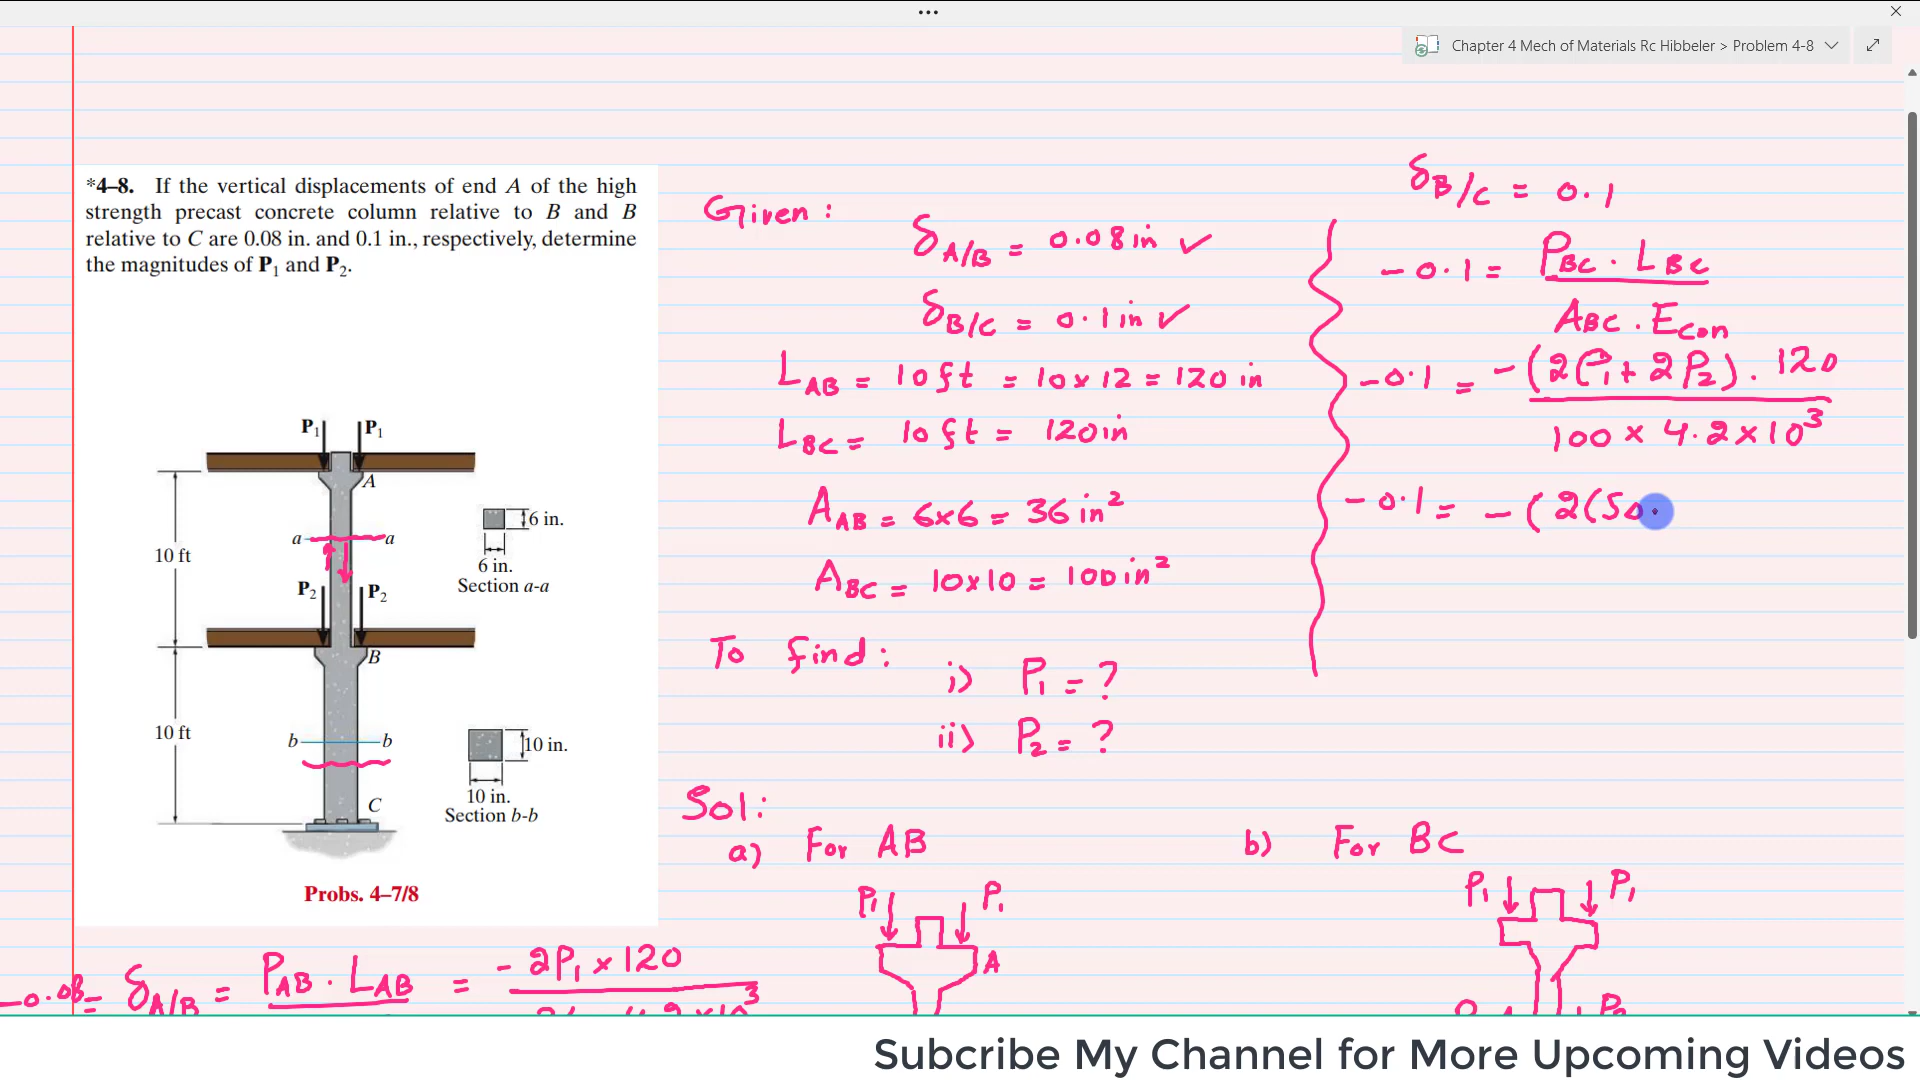 Chapter 4 Mech of Materials Rc Hibbeler > Problem 4-8
*4–8. If the vertical displacements of end A of the high
strength precast concrete column relative to B and B
relative to C are 0.08 in. and 0.1 in., respectively, determine
the magnitudes of P₁ and P₂.
P₁ P₁
A
6 in.
a a
10 ft
6 in.
Section a-a
P₂ P₂
B
10 ft
b b
10 in.
C
10 in.
Section b-b
Probs. 4–7/8
Given :
δA/B = 0.08 in ✓
δB/C = 0.1 in ✓
LAB = 10 ft = 10 x 12 = 120 in
LBC = 10 ft = 120 in
AAB = 6x6 = 36 in²
ABC = 10x10 = 100 in²
To find :
i) P₁ = ?
ii) P₂ = ?
Sol :
a) For AB
P₁ P₁
A
-0.08 = δA/B = PAB . LAB = - 2P₁ x 120
δB/C = 0.1
- 0.1 = PBC . LBC
ABC . Econ
-0.1 = -(2P₁ + 2P₂) . 120
100 x 4.2 x 10³
-0.1 = - ( 2(50.
b) For BC
P₁ P₁
P₂
Subcribe My Channel for More Upcoming Videos